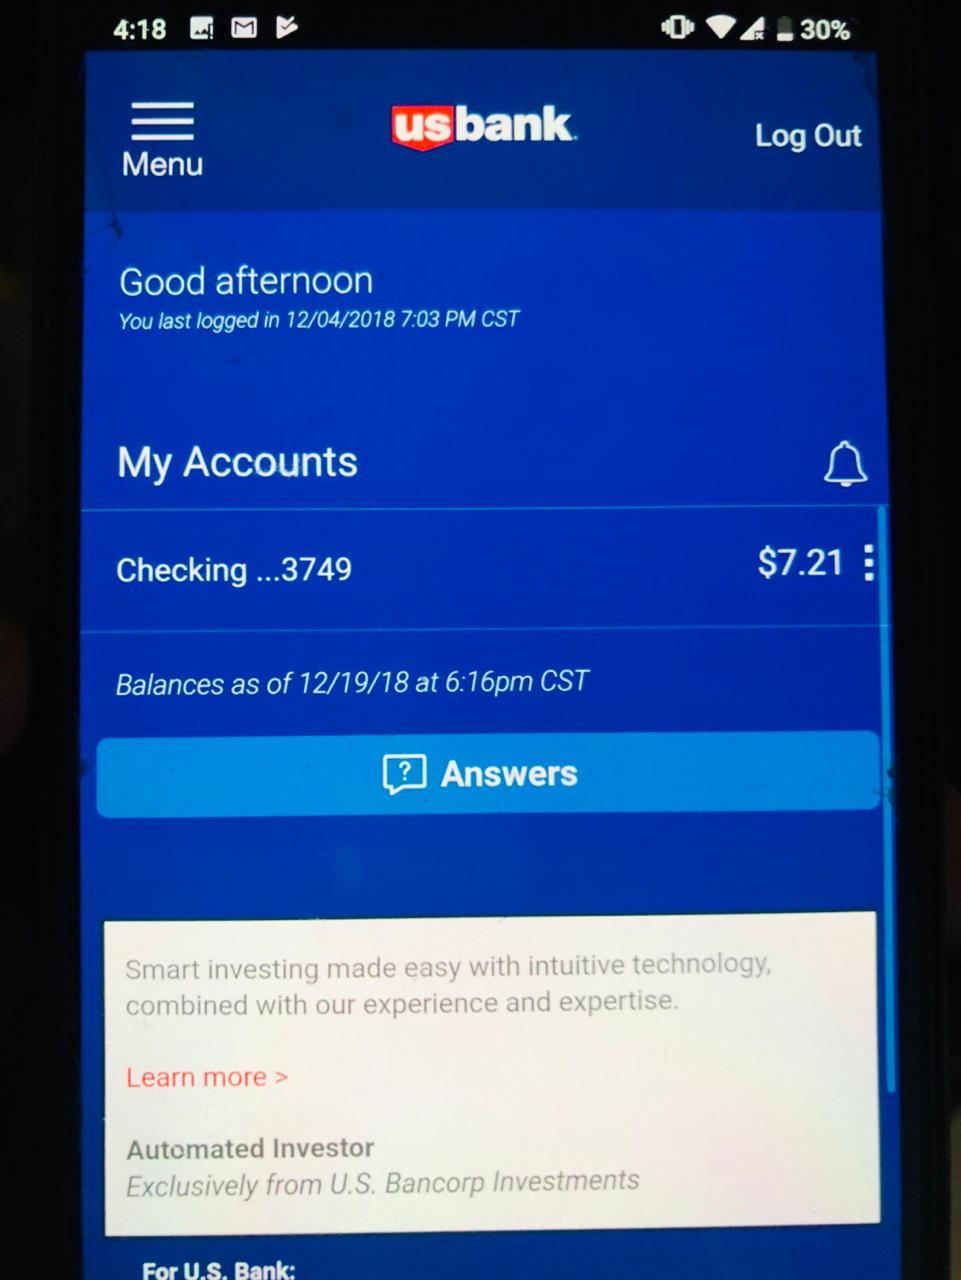 4:18 30%
Menu
usbank
Log Out
Good afternoon
You last logged in 12/04/2018 7:03 PM CST
My Accounts
Checking ...3749 $7.21
Balances as of 12/19/18 at 6:16pm CST
Answers
Smart investing made easy with intuitive technology,
combined with our experience and expertise.
Learn more >
Automated Investor
Exclusively from U.S. Bancorp Investments
For U.S. Bank: